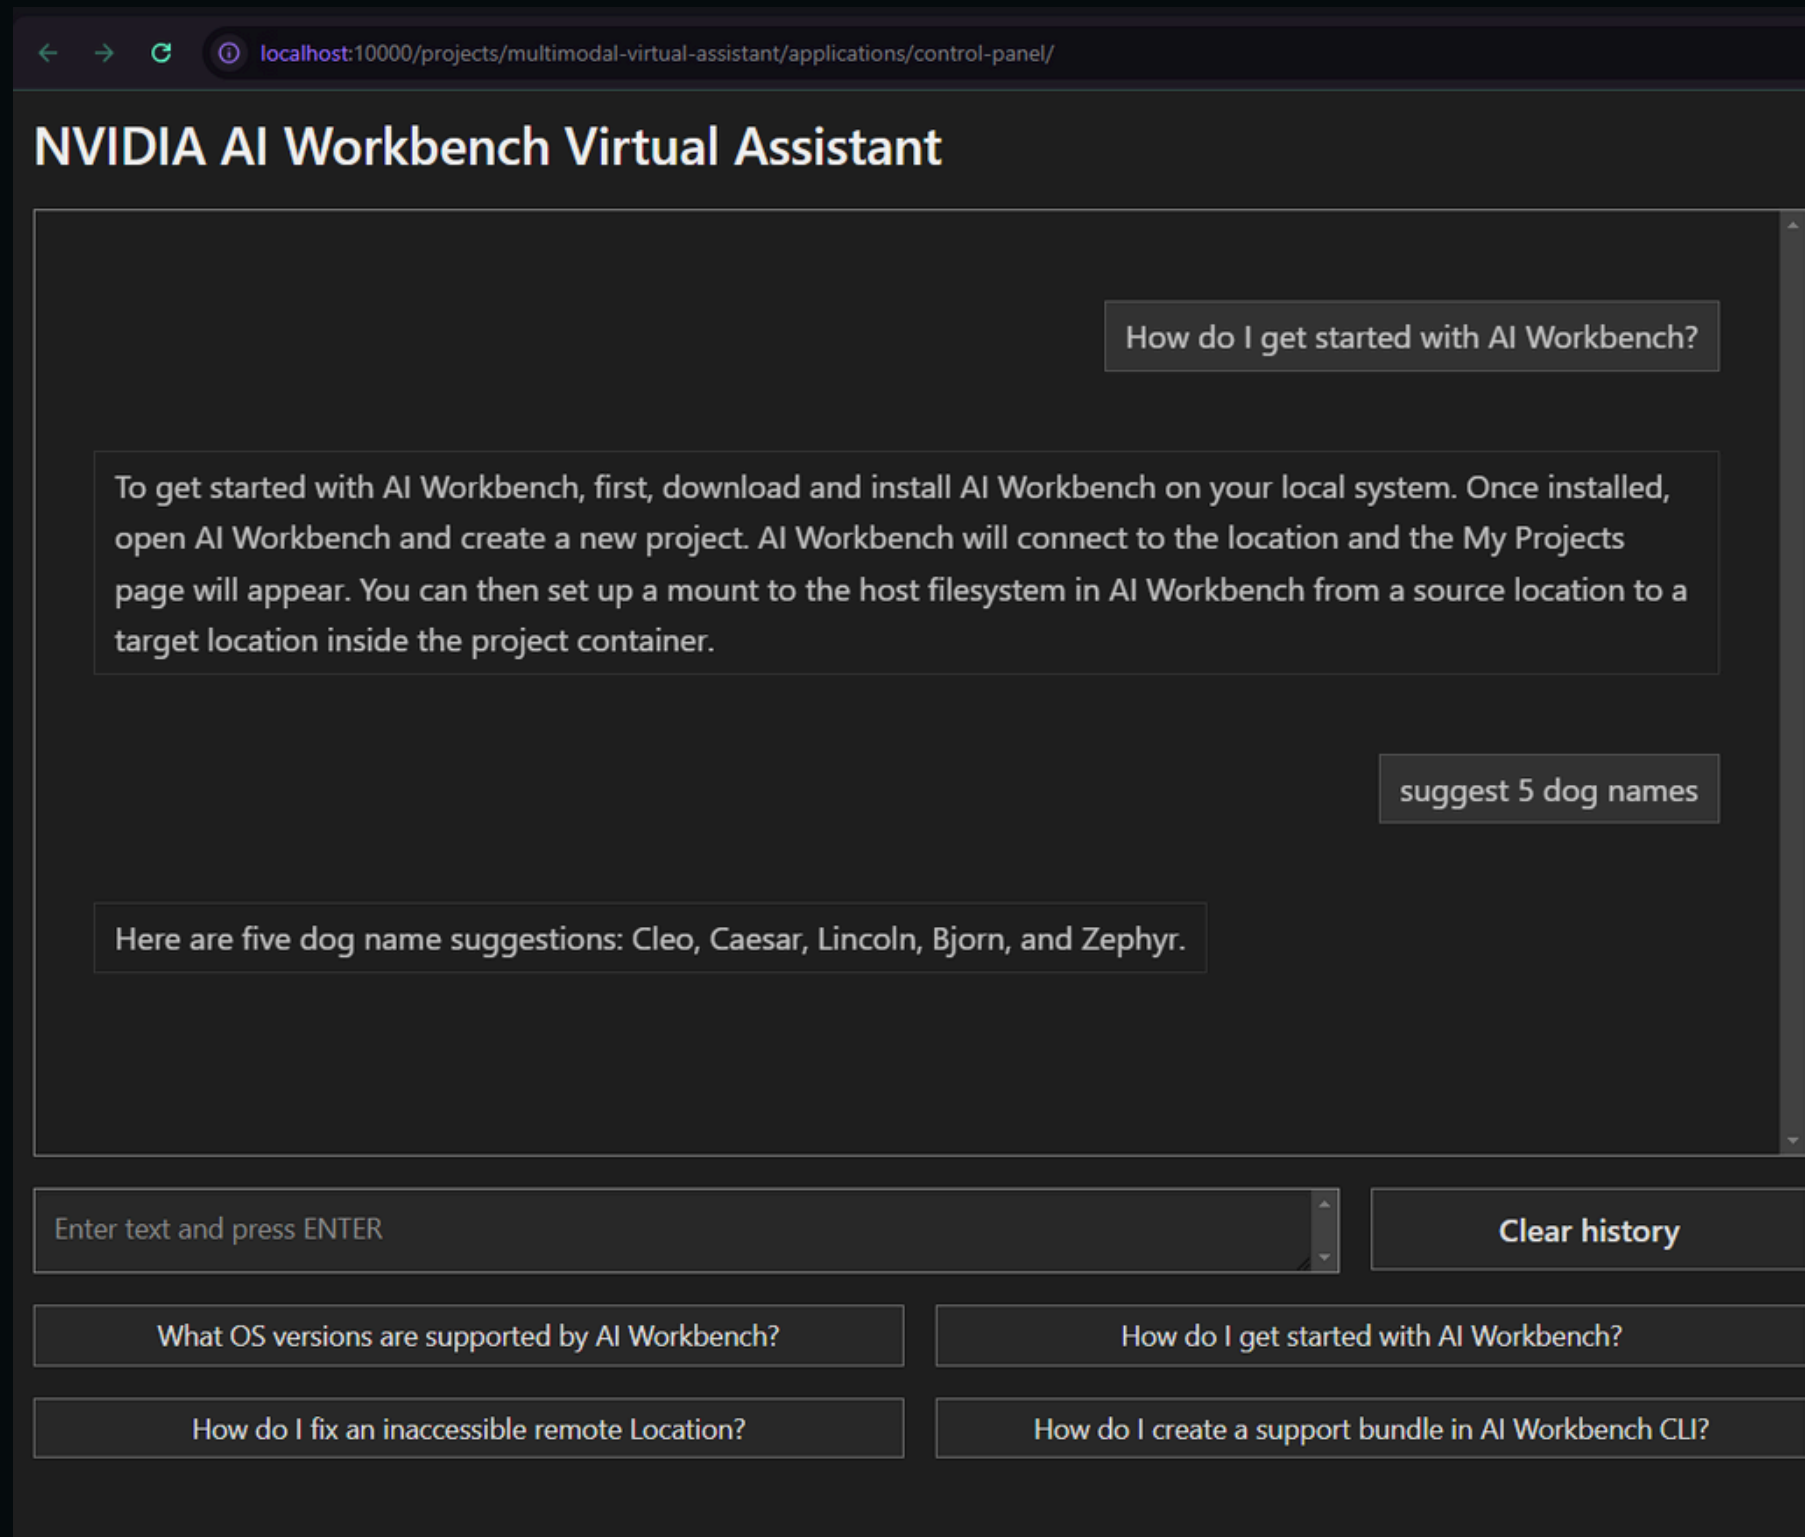 localhost:10000/projects/multimodal-virtual-assistant/applications/control-panel/
NVIDIA AI Workbench Virtual Assistant
How do I get started with AI Workbench?
To get started with AI Workbench, first, download and install AI Workbench on your local system. Once installed,
open AI Workbench and create a new project. AI Workbench will connect to the location and the My Projects
page will appear. You can then set up a mount to the host filesystem in AI Workbench from a source location to a
target location inside the project container.
suggest 5 dog names
Here are five dog name suggestions: Cleo, Caesar, Lincoln, Bjorn, and Zephyr.
Enter text and press ENTER
Clear history
What OS versions are supported by AI Workbench?
How do I get started with AI Workbench?
How do I fix an inaccessible remote Location?
How do I create a support bundle in AI Workbench CLI?